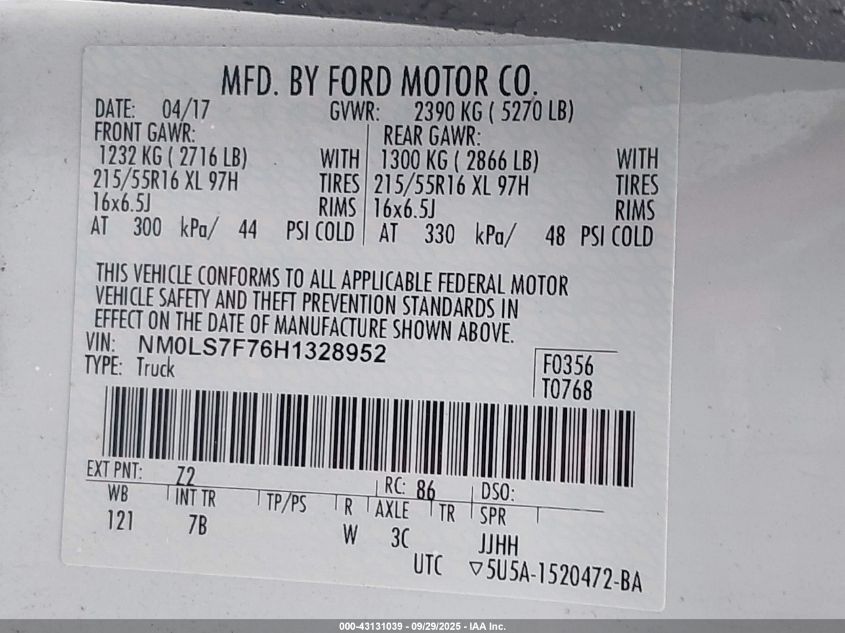 MFD. BY FORD MOTOR CO.
DATE: 04/17 GVWR: 2390 KG ( 5270 LB)
FRONT GAWR: REAR GAWR:
1232 KG ( 2716 LB) WITH 1300 KG ( 2866 LB) WITH
215/55R16 XL 97H TIRES 215/55R16 XL 97H TIRES
16x6.5J RIMS 16x6.5J RIMS
AT 300 kPa/ 44 PSI COLD AT 330 kPa/ 48 PSI COLD
THIS VEHICLE CONFORMS TO ALL APPLICABLE FEDERAL MOTOR
VEHICLE SAFETY AND THEFT PREVENTION STANDARDS IN
EFFECT ON THE DATE OF MANUFACTURE SHOWN ABOVE.
VIN: NM0LS7F76H1328952
TYPE: Truck
F0356
T0768
EXT PNT: Z2 RC: 86 DSO:
WB INT TR TP/PS R AXLE TR SPR
121 7B W 3C JJHH
UTC ▽5U5A-1520472-BA
000-43131039 - 09/29/2025 - IAA Inc.